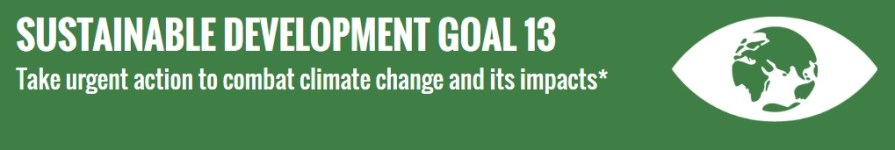 SUSTAINABLE DEVELOPMENT GOAL 13
Take urgent action to combat climate change and its impacts*